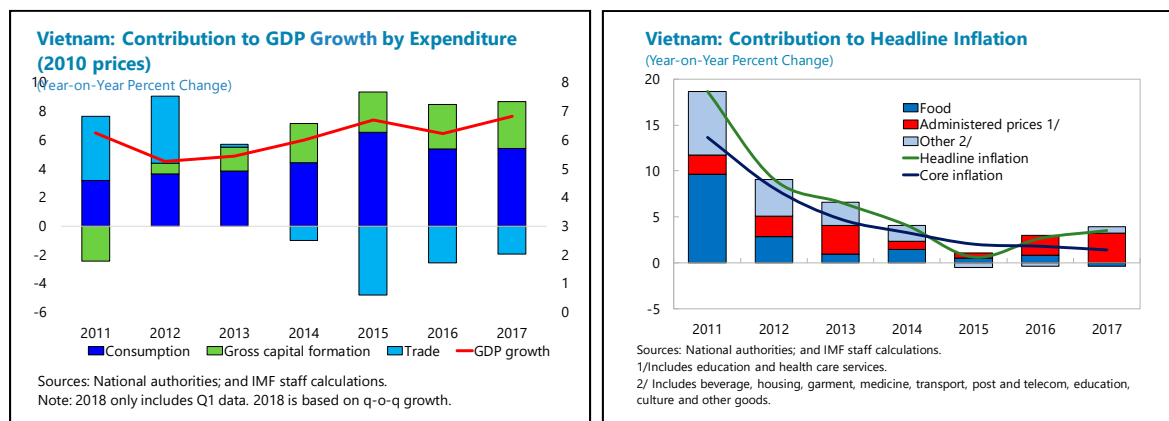 Vietnam: Contribution to GDP Growth by Expenditure
(2010 prices)
(Year-on-Year Percent Change)
10
8
6
4
2
0
-2
-4
-6
8
7
6
5
4
3
2
1
0
2011 2012 2013 2014 2015 2016 2017
Consumption Gross capital formation Trade GDP growth
Sources: National authorities; and IMF staff calculations.
Note: 2018 only includes Q1 data. 2018 is based on q-o-q growth.
Vietnam: Contribution to Headline Inflation
(Year-on-Year Percent Change)
20
15
10
5
0
-5
Food
Administered prices 1/
Other 2/
Headline inflation
Core inflation
2011 2012 2013 2014 2015 2016 2017
Sources: National authorities; and IMF staff calculations.
1/Includes education and health care services.
2/ Includes beverage, housing, garment, medicine, transport, post and telecom, education,
culture and other goods.